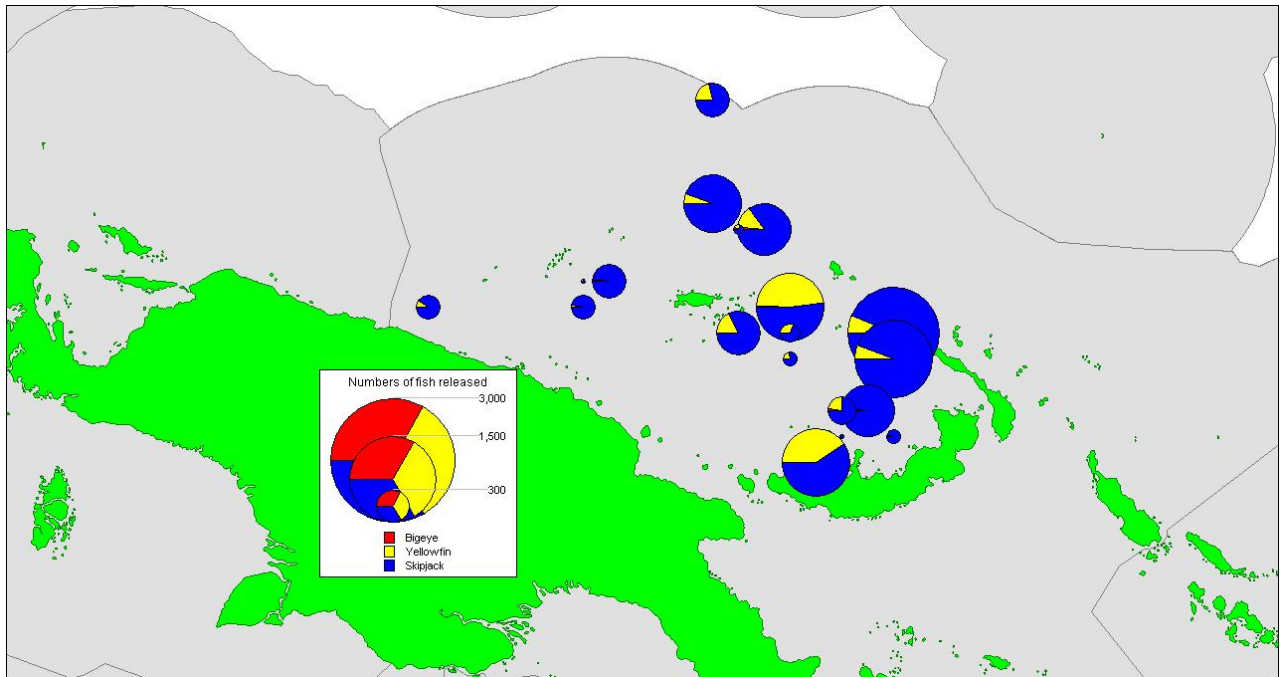 Numbers of fish released
3,000
1,500
300
Bigeye
Yellowfin
Skipjack